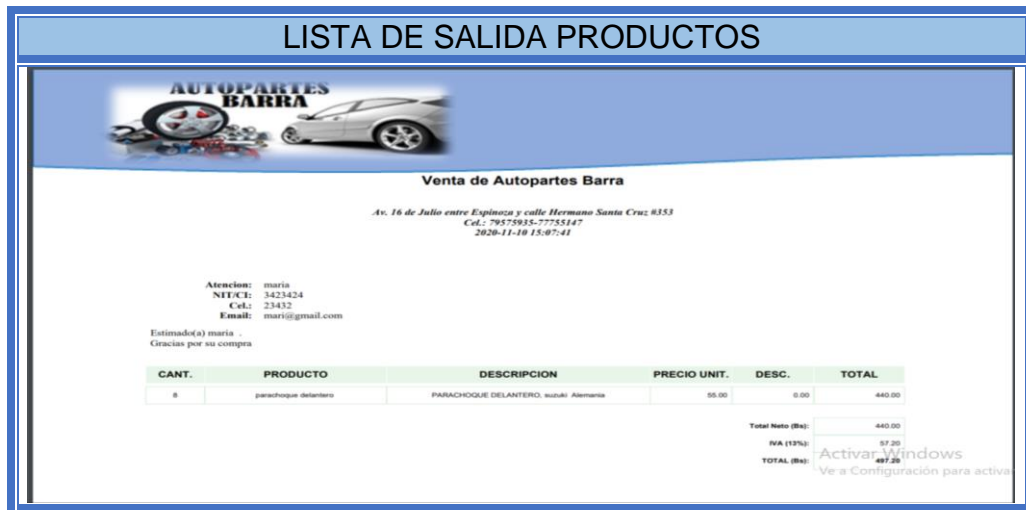 LISTA DE SALIDA PRODUCTOS
AUTOPARTES
BARRA
Venta de Autopartes Barra
Av. 16 de Julio entre Espinoza y calle Hermano Santa Cruz #353
Cel.: 79575935-77755147
2020-11-10 15:07:41
Atencion: maria
NIT/CI: 3423424
Cel.: 23432
Email: mari@gmail.com
Estimado(a) maria .
Gracias por su compra
CANT. PRODUCTO DESCRIPCION PRECIO UNIT. DESC. TOTAL
8 parachoque delantero PARACHOQUE DELANTERO, suzuki Alemania 55.00 0.00 440.00
Total Neto (Bs): 440.00
IVA (13%): 57.20
TOTAL (Bs): 497.20
Activar Windows
Ve a Configuración para activa